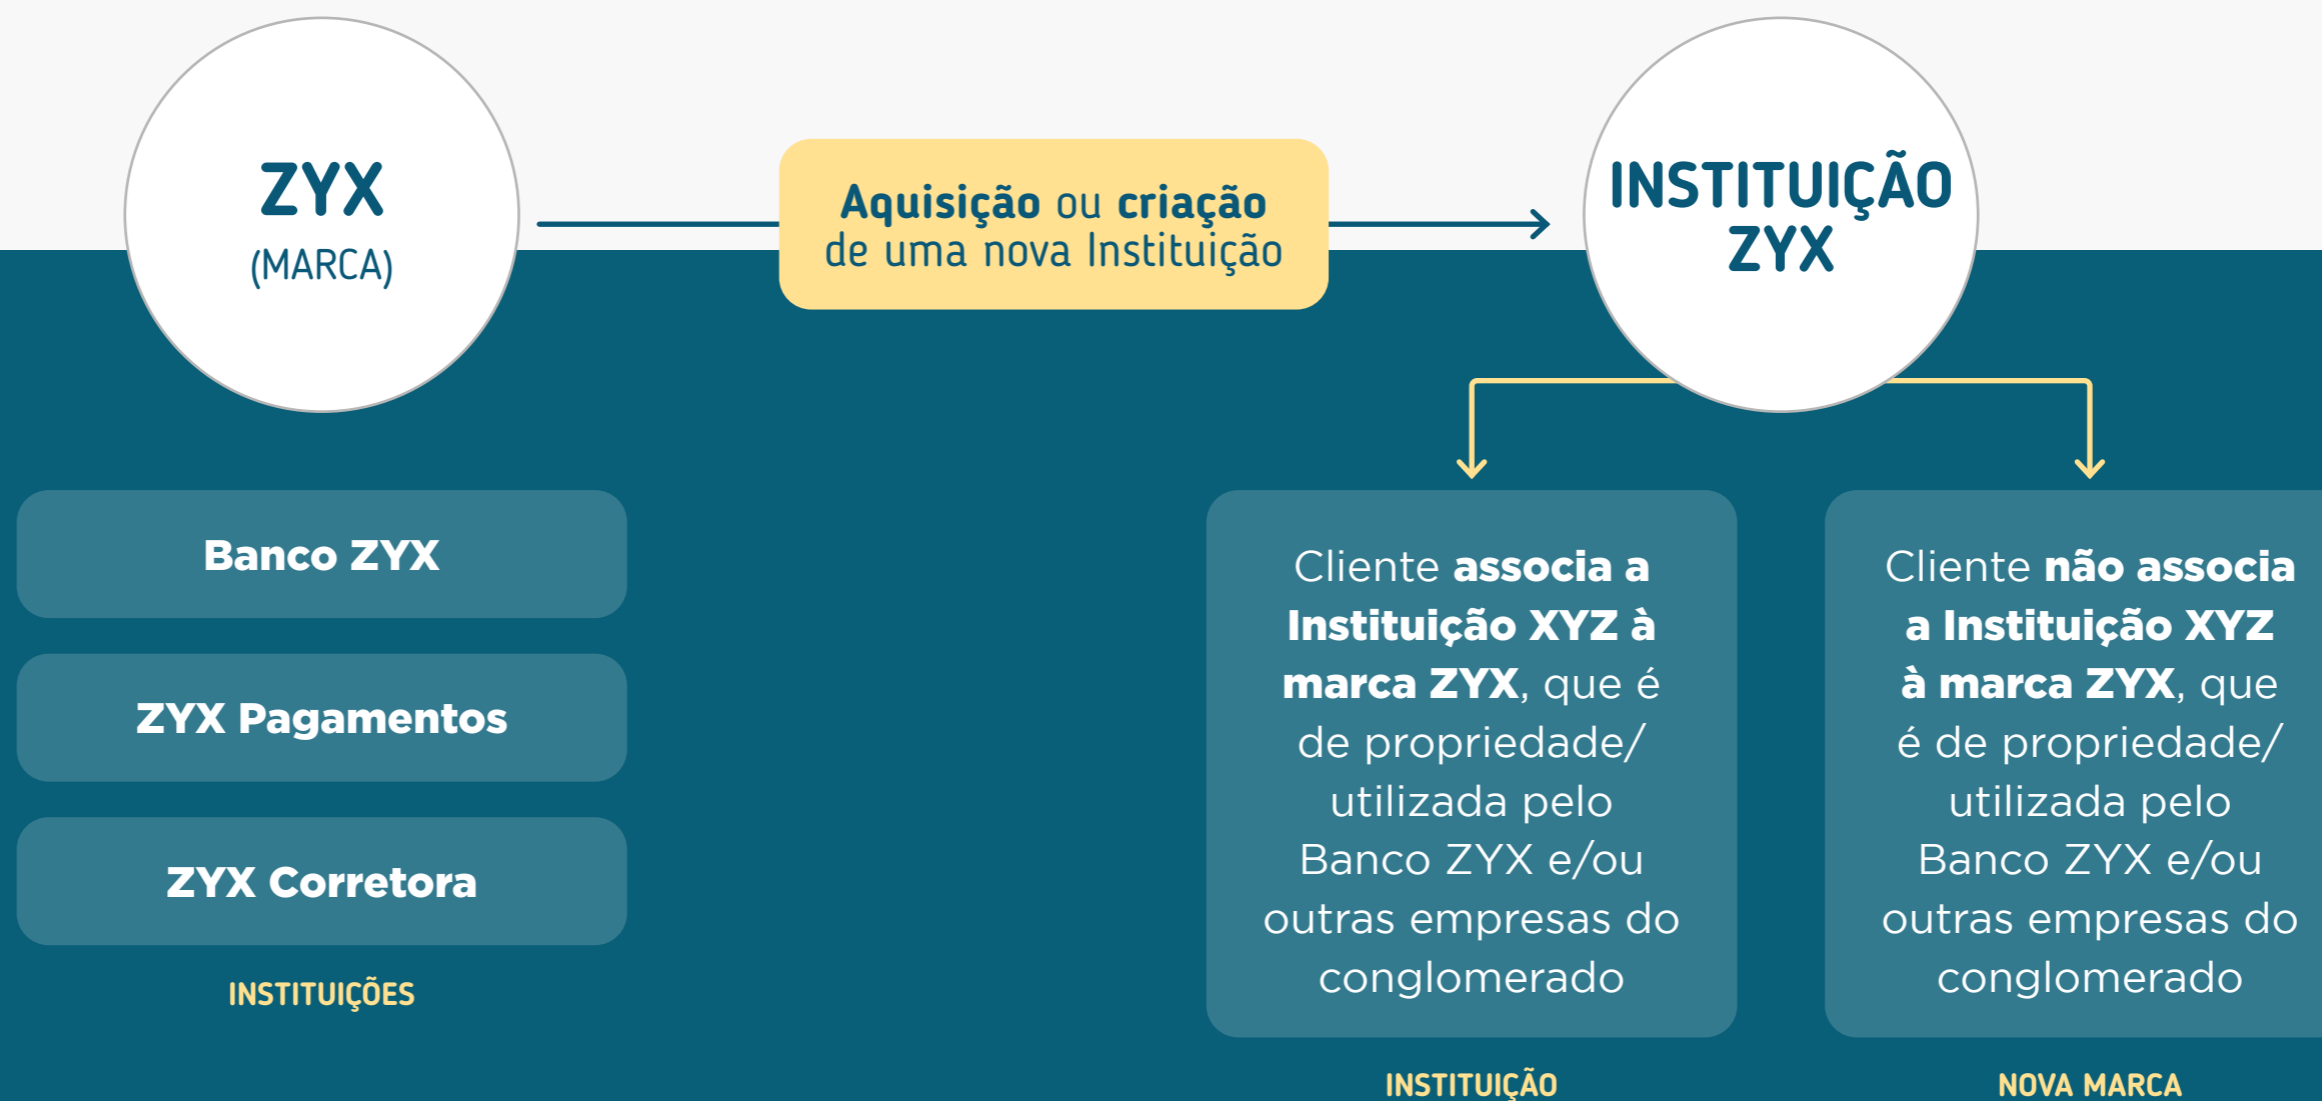 ZYX
(MARCA)
Aquisição ou criação
de uma nova Instituição
INSTITUIÇÃO
ZYX
Banco ZYX
ZYX Pagamentos
ZYX Corretora
INSTITUIÇÕES
Cliente associa a
Instituição XYZ à
marca ZYX, que é
de propriedade/
utilizada pelo
Banco ZYX e/ou
outras empresas do
conglomerado
INSTITUIÇÃO
Cliente não associa
a Instituição XYZ
à marca ZYX, que
é de propriedade/
utilizada pelo
Banco ZYX e/ou
outras empresas do
conglomerado
NOVA MARCA